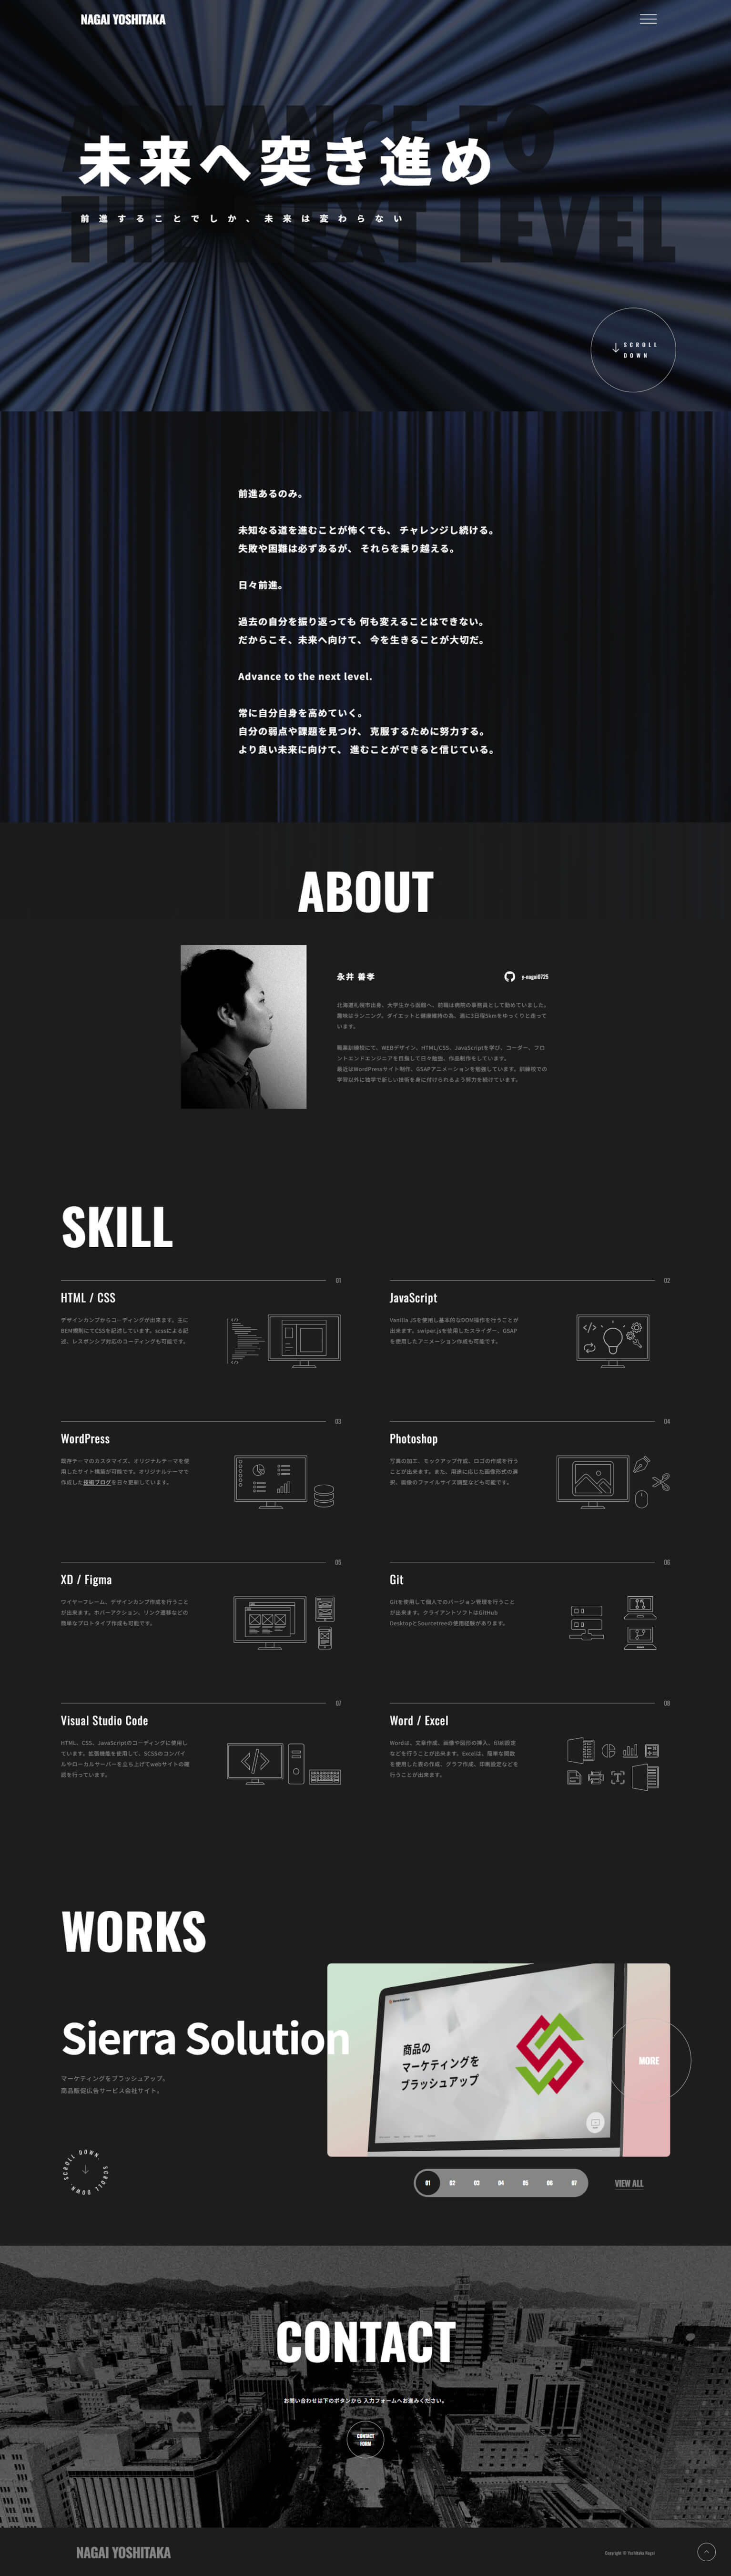 NAGAI YOSHITAKA
ADVANCE TO
THE NEXT LEVEL
未来へ突き進め
前進することでしか、未来は変わらない
SCROLL
DOWN
前進あるのみ。
未知なる道を進むことが怖くても、 チャレンジし続ける。
失敗や困難は必ずあるが、 それらを乗り越える。
日々前進。
過去の自分を振り返っても 何も変えることはできない。
だからこそ、未来へ向けて、 今を生きることが大切だ。
Advance to the next level.
常に自分自身を高めていく。
自分の弱点や課題を見つけ、 克服するために努力する。
より良い未来に向けて、 進むことができると信じている。
ABOUT
永井 善孝
y-nagai0725
北海道札幌市出身、大学生から函館へ、前職は病院の事務員として勤めていました。
趣味はランニング。ダイエットと健康維持の為、週に3日程5kmをゆっくりと走って
います。
職業訓練校にて、WEBデザイン、HTML/CSS、JavaScriptを学び、コーダー、フロ
ントエンドエンジニアを目指して日々勉強、作品制作をしています。
最近はWordPressサイト制作、GSAPアニメーションを勉強しています。訓練校での
学習以外に独学で新しい技術を身に付けられるよう努力を続けています。
SKILL
01
HTML / CSS
デザインカンプからコーディングが出来ます。主に
BEM規則にてCSSを記述しています。scssによる記
述、レスポンシブ対応のコーディングも可能です。
02
JavaScript
Vanilla JSを使用し基本的なDOM操作を行うことが
出来ます。swiper.jsを使用したスライダー、GSAP
を使用したアニメーション作成も可能です。
03
WordPress
既存テーマのカスタマイズ、オリジナルテーマを使
用したサイト構築が可能です。オリジナルテーマで
作成した技術ブログを日々更新しています。
04
Photoshop
写真の加工、モックアップ作成、ロゴの作成を行う
ことが出来ます。また、用途に応じた画像形式の選
択、画像のファイルサイズ調整なども可能です。
05
XD / Figma
ワイヤーフレーム、デザインカンプ作成を行うこと
が出来ます。ホバーアクション、リンク遷移などの
簡単なプロトタイプ作成も可能です。
06
Git
Gitを使用して個人でのバージョン管理を行うこと
が出来ます。クライアントソフトはGitHub
DesktopとSourcetreeの使用経験があります。
07
Visual Studio Code
HTML、CSS、JavaScriptのコーディングに使用し
ています。拡張機能を使用して、SCSSのコンパイ
ルやローカルサーバーを立ち上げてwebサイトの確
認を行っています。
08
Word / Excel
Wordは、文章作成、画像や図形の挿入、印刷設定
などを行うことが出来ます。Excelは、簡単な関数
を使用した表の作成、グラフ作成、印刷設定などを
行うことが出来ます。
WORKS
Sierra Solution
マーケティングをブラッシュアップ。
商品販促広告サービス会社サイト。
商品の
マーケティングを
ブラッシュアップ
MORE
SCROLL DOWN. SCROLL DOWN.
01 02 03 04 05 06 07
VIEW ALL
CONTACT
お問い合わせは下のボタンから 入力フォームへお進みください。
CONTACT
FORM
NAGAI YOSHITAKA
Copyright © Yoshitaka Nagai